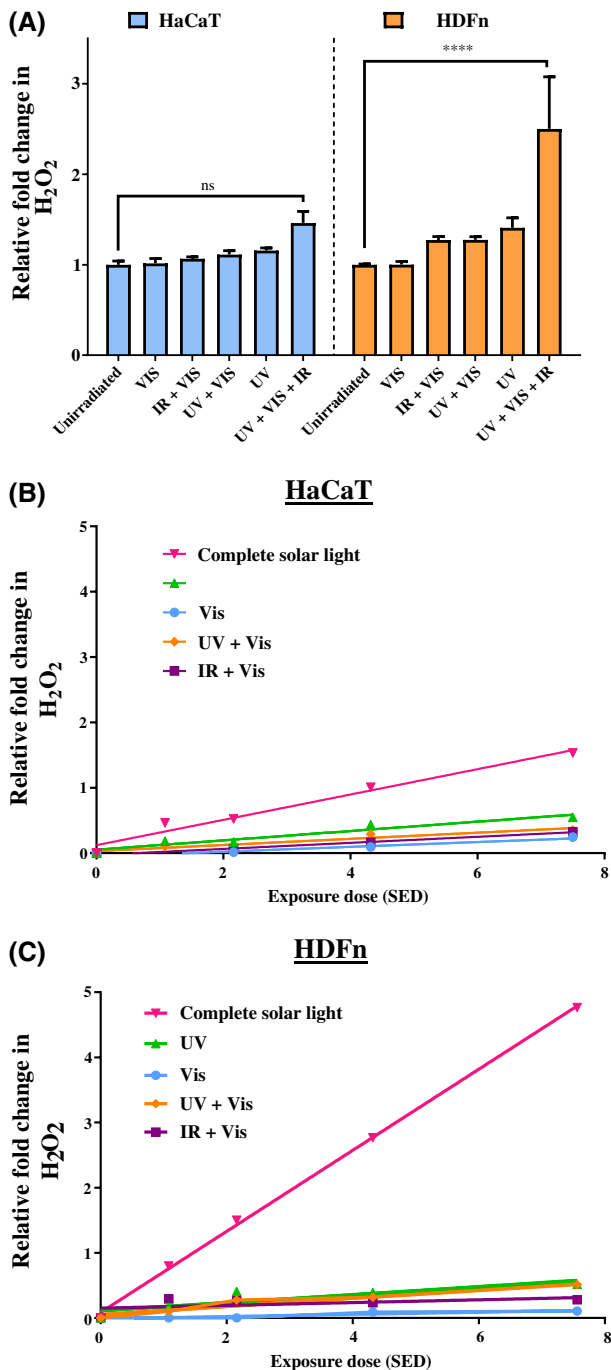 (A)
HaCaT
HDFn
Relative fold change in
H₂O₂
3
2
1
0
ns
****
Unirradiated
VIS
IR + VIS
UV + VIS
UV
UV + VIS + IR
Unirradiated
VIS
IR + VIS
UV + VIS
UV
UV + VIS + IR
(B)
HaCaT
Relative fold change in
H₂O₂
5
4
3
2
1
0
Complete solar light
Vis
UV + Vis
IR + Vis
0
2
4
6
8
Exposure dose (SED)
(C)
HDFn
Relative fold change in
H₂O₂
5
4
3
2
1
0
Complete solar light
UV
Vis
UV + Vis
IR + Vis
0
2
4
6
8
Exposure dose (SED)